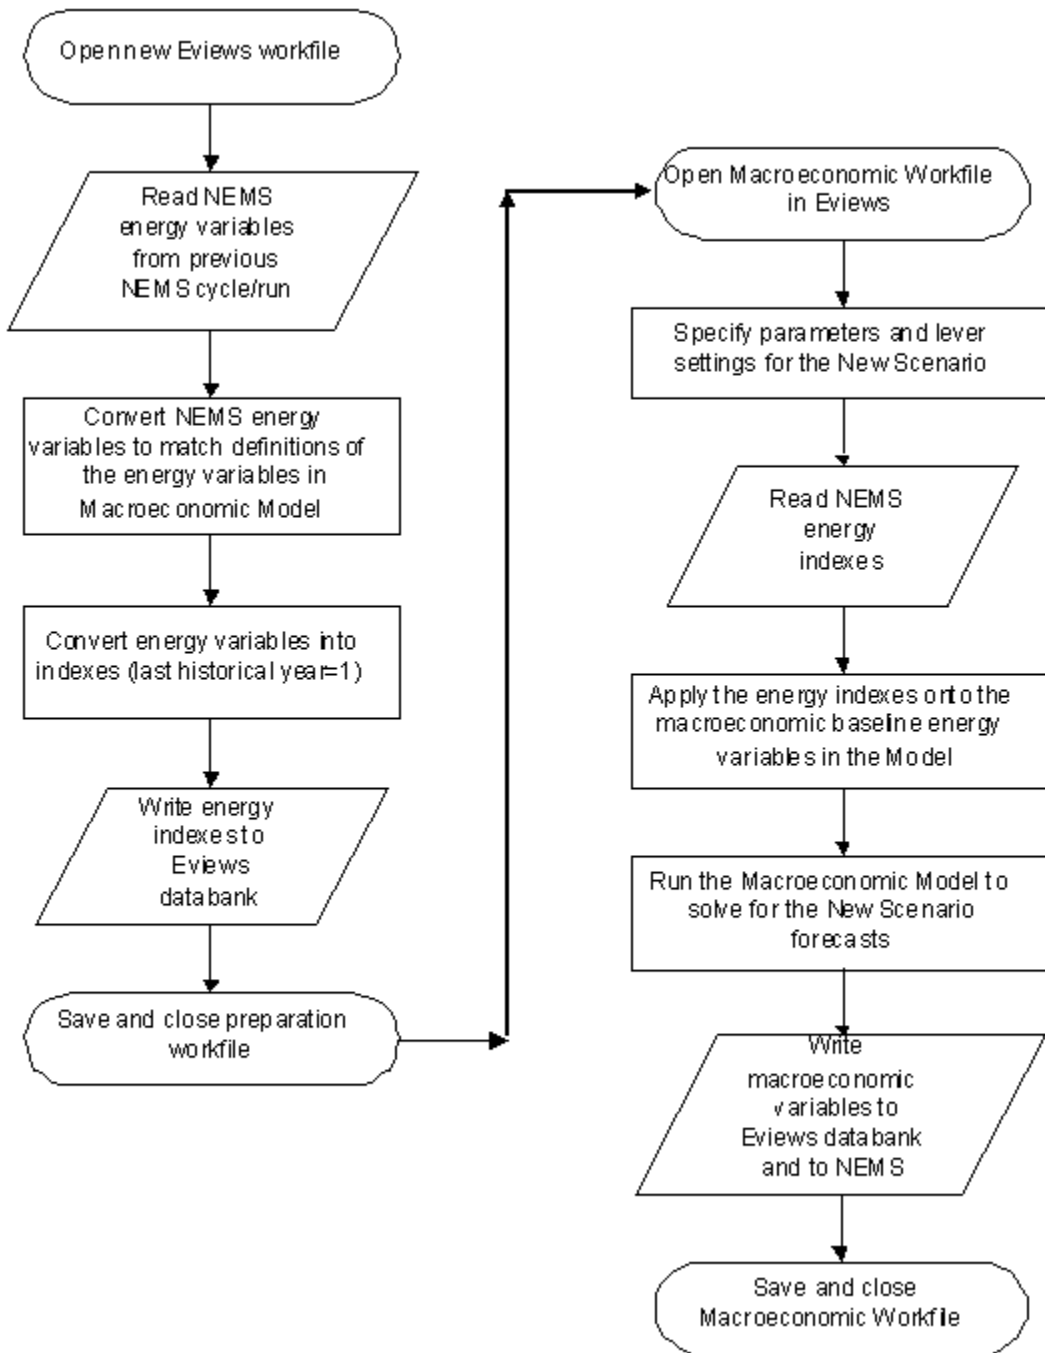 Open new Eviews workfile
Read NEMS
energy variables
from previous
NEMS cycle/run
Convert NEMS energy
variables to match definitions of
the energy variables in
Macroeconomic Model
Convert energy variables into
indexes (last historical year=1)
Write energy
indexes to
Eviews
databank
Save and close preparation
workfile
Open Macroeconomic Workfile
in Eviews
Specify parameters and lever
settings for the New Scenario
Read NEMS
energy
indexes
Apply the energy indexes onto the
macroeconomic baseline energy
variables in the Model
Run the Macroeconomic Model to
solve for the New Scenario
forecasts
Write
macroeconomic
variables to
Eviews databank
and to NEMS
Save and close
Macroeconomic Workfile